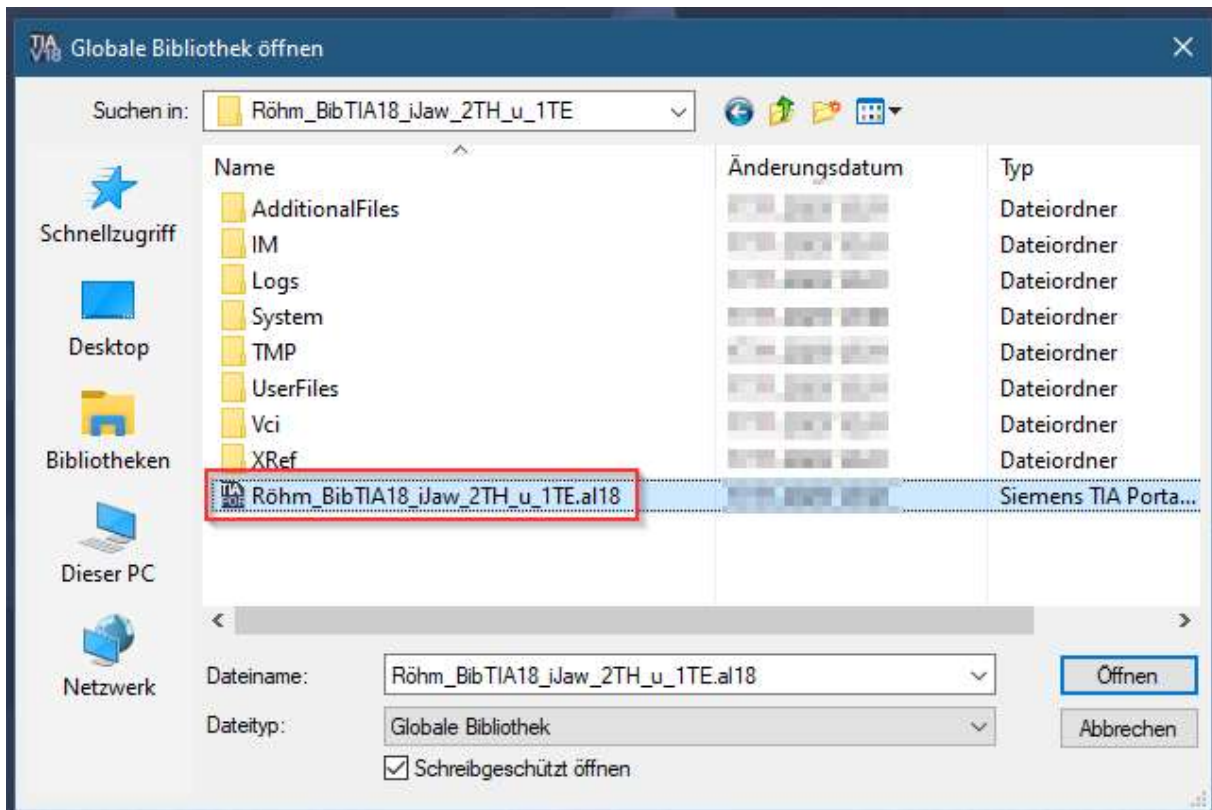 Globale Bibliothek öffnen
Suchen in: Röhm_BibTIA18_iJaw_2TH_u_1TE
Name Änderungsdatum Typ
AdditionalFiles Dateiordner
IM Dateiordner
Logs Dateiordner
System Dateiordner
TMP Dateiordner
UserFiles Dateiordner
Vci Dateiordner
XRef Dateiordner
Röhm_BibTIA18_iJaw_2TH_u_1TE.al18 Siemens TIA Porta...
Schnellzugriff
Desktop
Bibliotheken
Dieser PC
Netzwerk
Dateiname: Röhm_BibTIA18_iJaw_2TH_u_1TE.al18 Öffnen
Dateityp: Globale Bibliothek Abbrechen
Schreibgeschützt öffnen